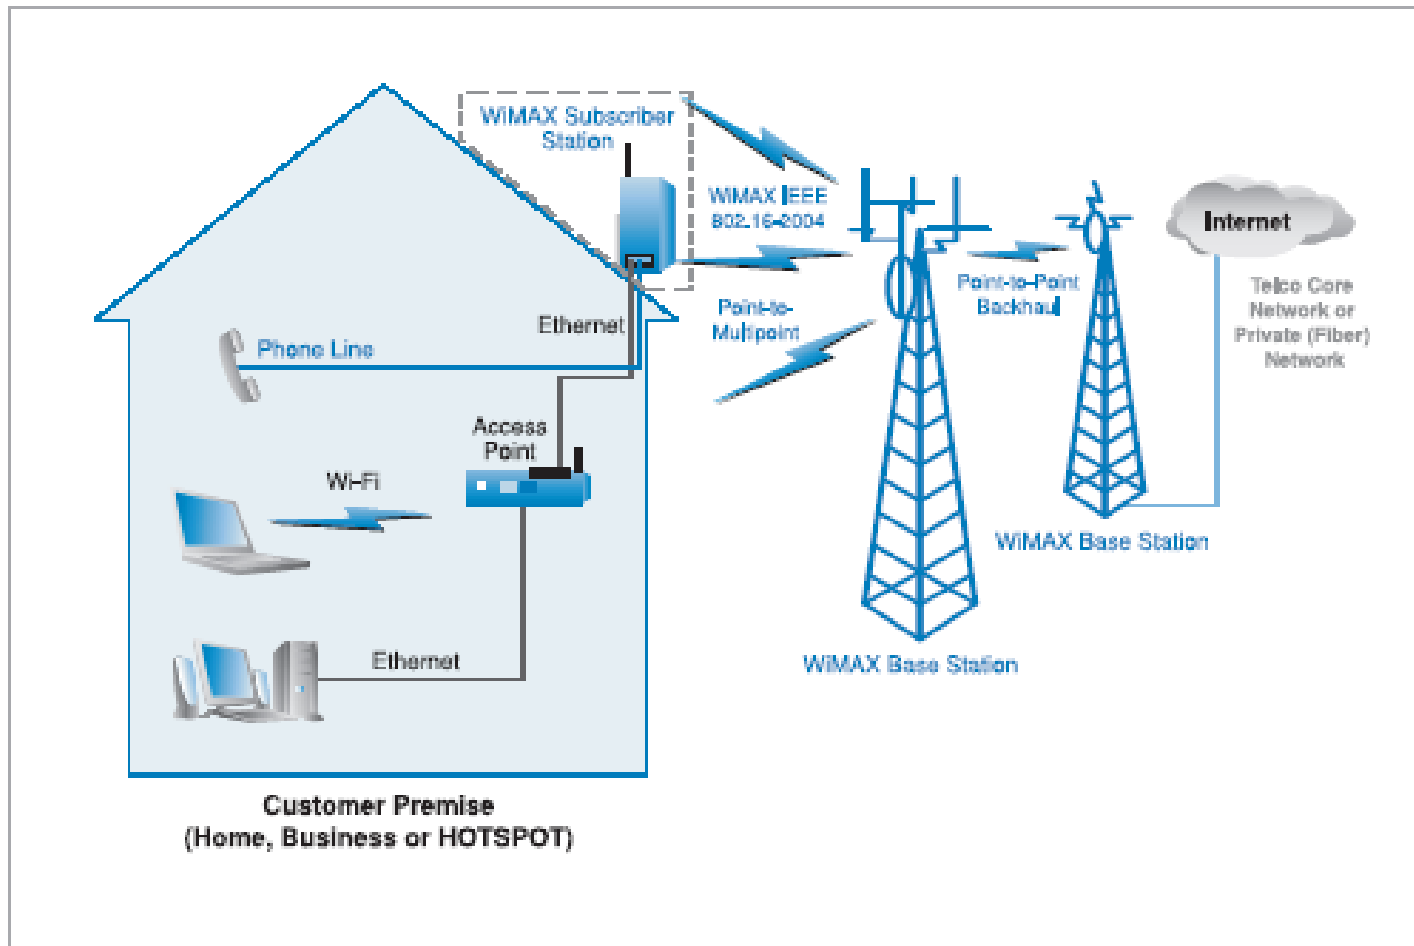 WiMAX Subscriber
Station
WiMAX IEEE
802.16-2004
Internet
Point-to-Point
Backhaul
Telco Core
Network or
Private (Fiber)
Network
Point-to-
Multipoint
Ethernet
Phone Line
Access
Point
Wi-Fi
WiMAX Base Station
Ethernet
WiMAX Base Station
Customer Premise
(Home, Business or HOTSPOT)